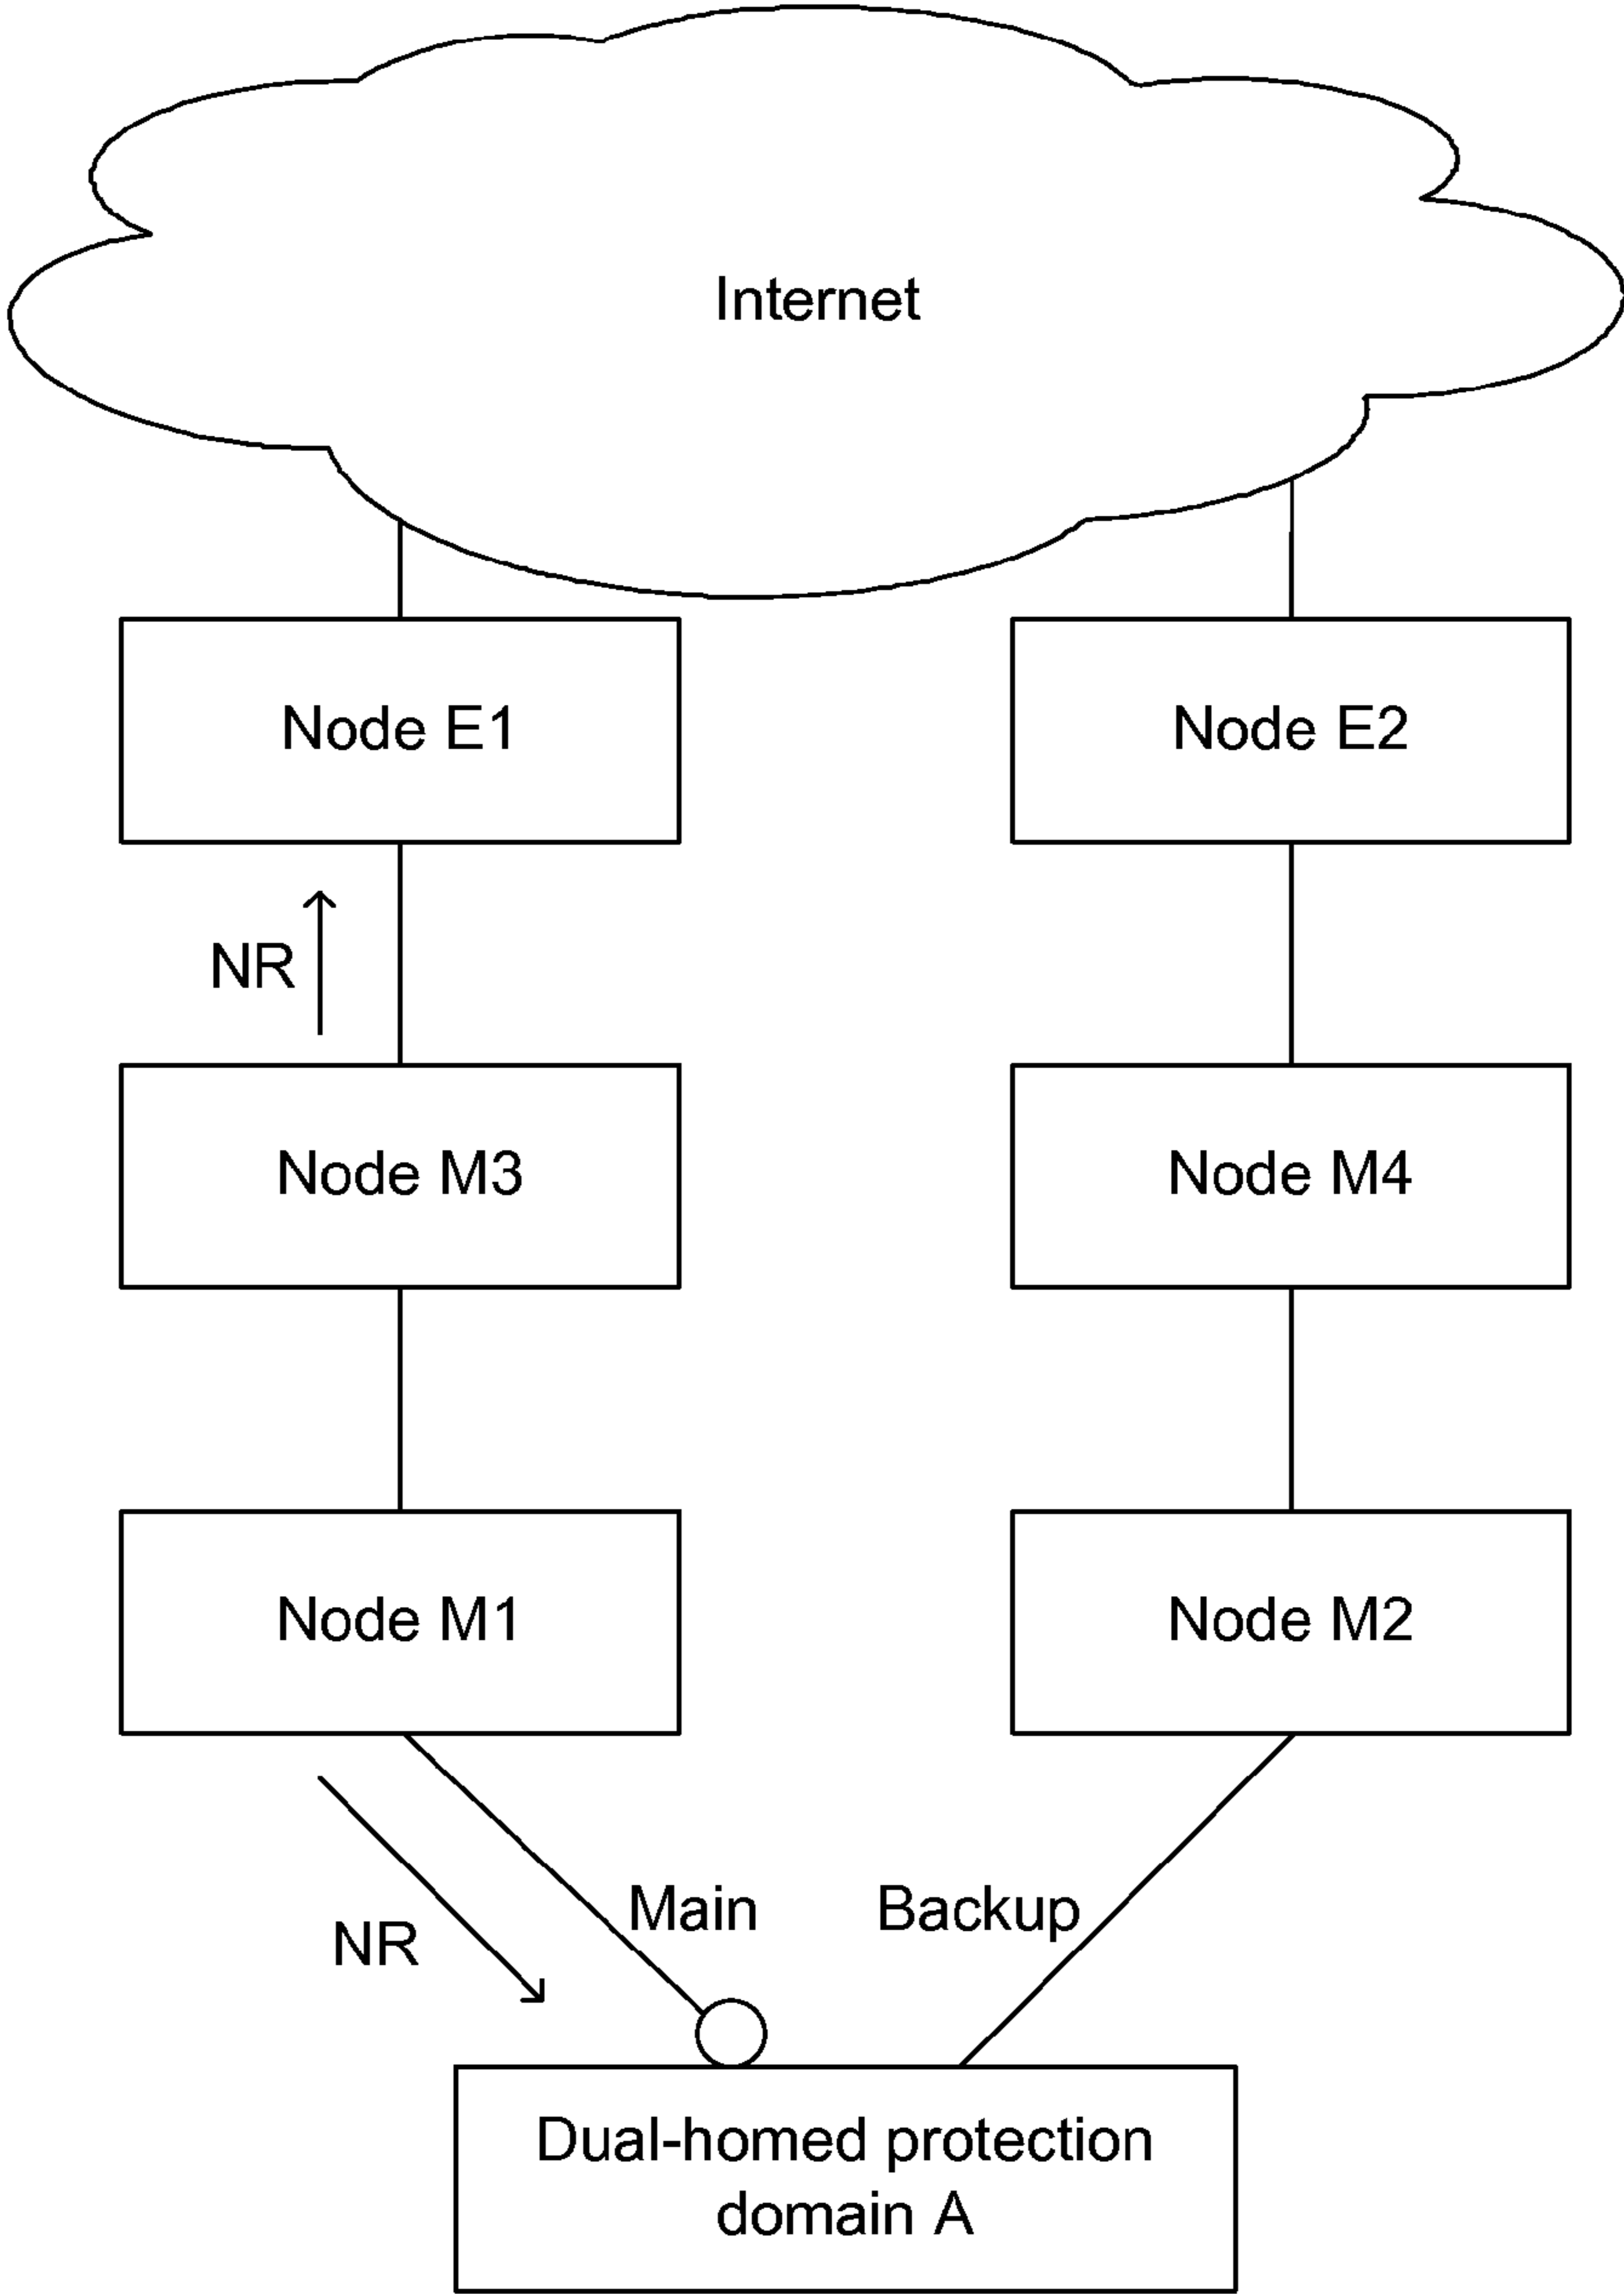 Internet
Node E1
Node E2
NR
Node M3
Node M4
Node M1
Node M2
Main
Backup
NR
Dual-homed protection
domain A